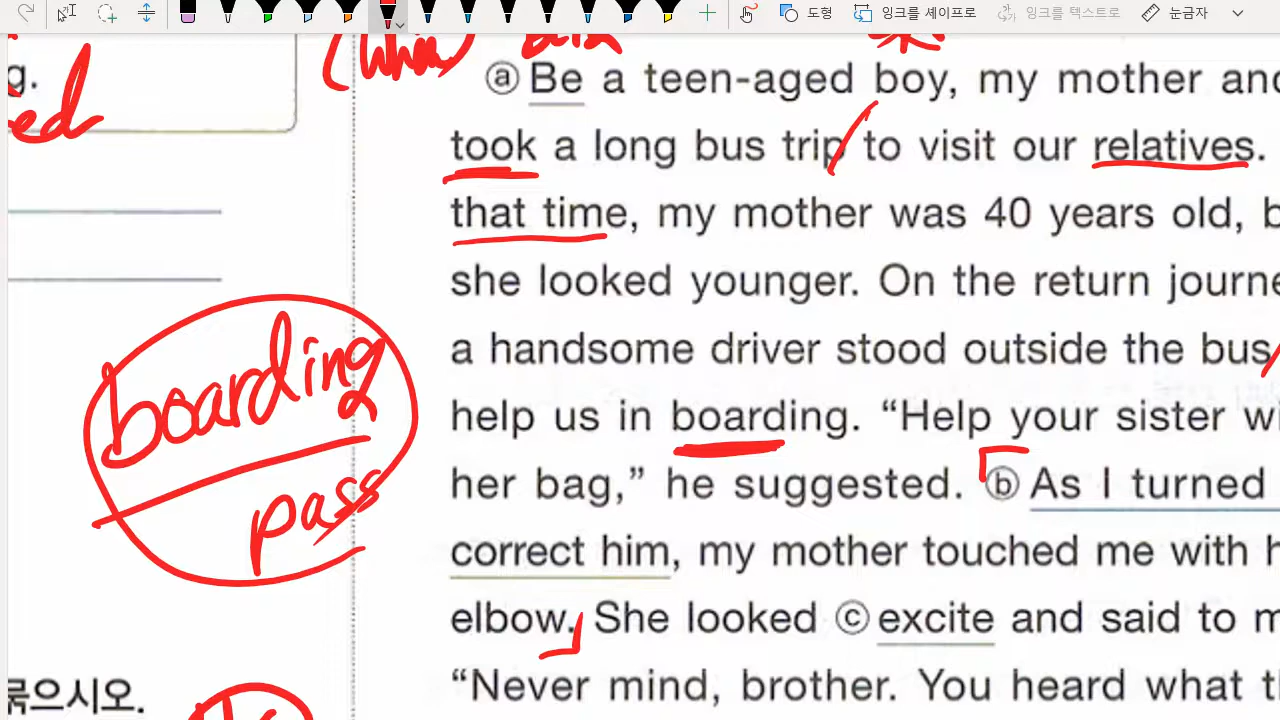 도형
잉크를 셰이프로
잉크를 텍스트로
눈금자
(when
g.
ed
ⓐ Be a teen-aged boy, my mother and
took a long bus trip to visit our relatives.
that time, my mother was 40 years old, b
she looked younger. On the return journe
a handsome driver stood outside the bus
help us in boarding. “Help your sister wi
her bag,” he suggested. ⓑ As I turned
correct him, my mother touched me with h
elbow. She looked ⓒ excite and said to m
“Never mind, brother. You heard what th
boarding
pass
묶으시오.